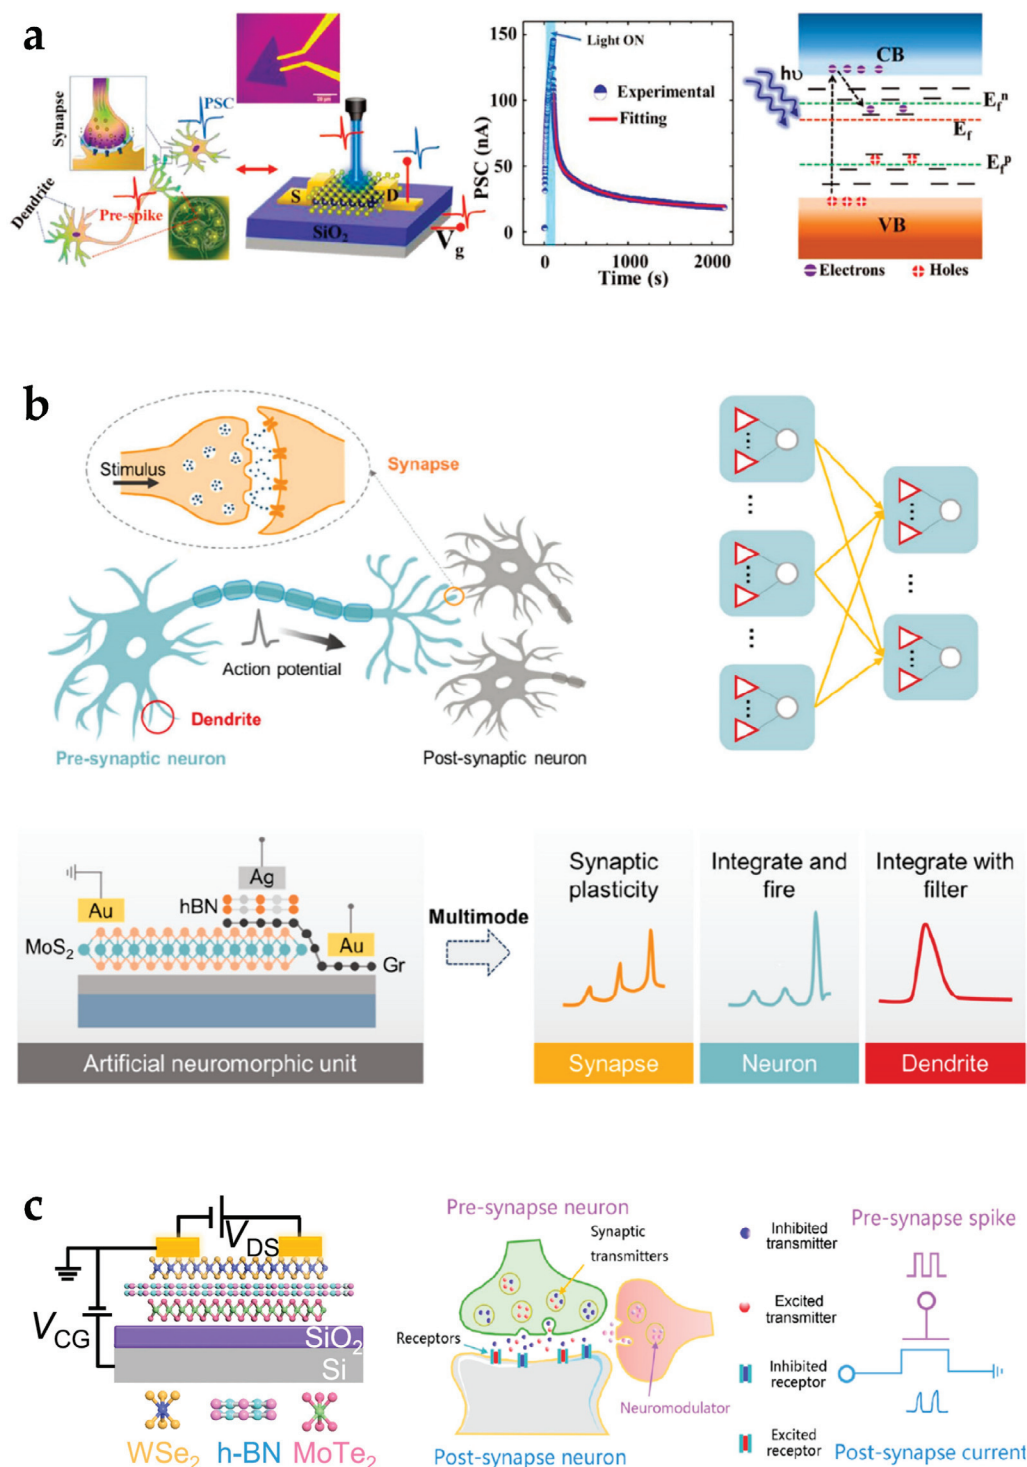 a
Synapse
PSC
Dendrite
Pre-spike
S
D
SiO2
Vg
PSC (nA)
150
100
50
0
Light ON
Experimental
Fitting
0
1000
2000
Time (s)
hυ
CB
Efn
Ef
Efp
VB
Electrons
Holes
b
Stimulus
Synapse
Action potential
Dendrite
Pre-synaptic neuron
Post-synaptic neuron
Ag
hBN
Au
Au
MoS2
Gr
Artificial neuromorphic unit
Multimode
Synaptic
plasticity
Synapse
Integrate and
fire
Neuron
Integrate with
filter
Dendrite
c
VDS
VCG
SiO2
Si
WSe2
h-BN
MoTe2
Pre-synapse neuron
Synaptic
transmitters
Receptors
Neuromodulator
Post-synapse neuron
Inhibited
transmitter
Excited
transmitter
Inhibited
receptor
Excited
receptor
Pre-synapse spike
Post-synapse current